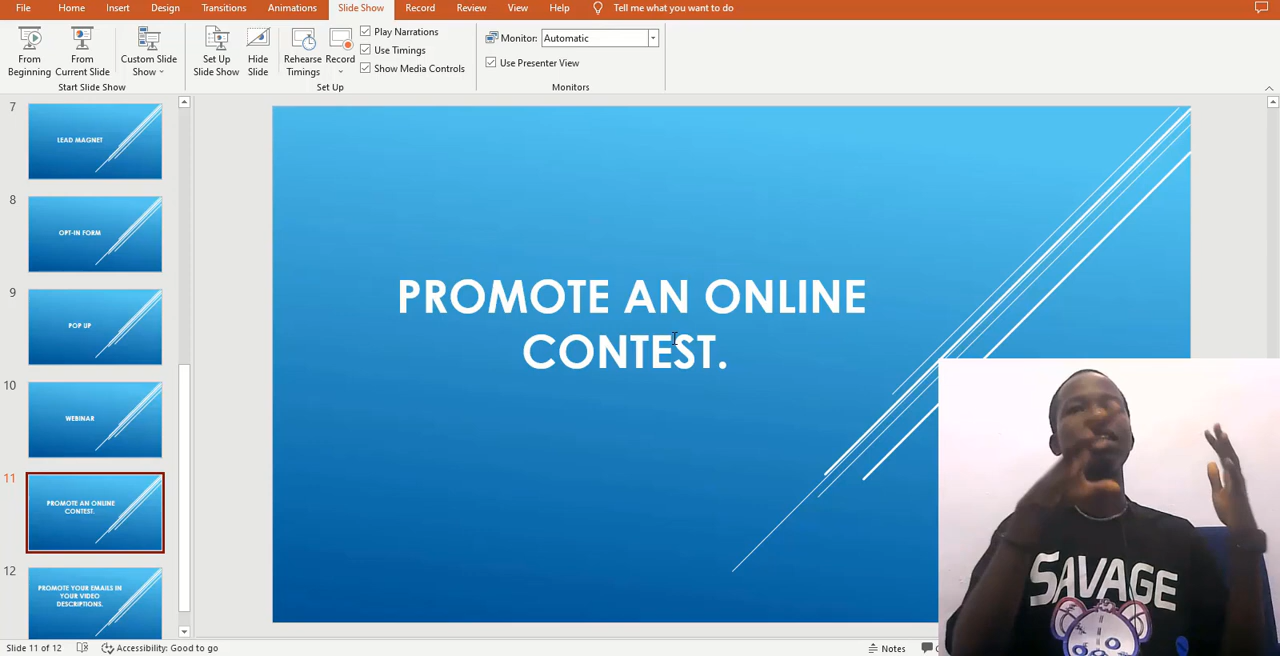 File Home Insert Design Transitions Animations Slide Show Record Review View Help Tell me what you want to do
From Beginning
From Current Slide
Custom Slide Show
Set Up Slide Show
Hide Slide
Rehearse Timings
Record
Play Narrations
Use Timings
Show Media Controls
Monitor: Automatic
Use Presenter View
Start Slide Show
Set Up
Monitors
7
LEAD MAGNET
8
OPT-IN FORM
9
POP UP
10
WEBINAR
11
PROMOTE AN ONLINE
CONTEST.
12
PROMOTE YOUR EMAILS IN
YOUR VIDEO
DESCRIPTIONS.
PROMOTE AN ONLINE
CONTEST.
SAVAGE
Slide 11 of 12 Accessibility: Good to go Notes